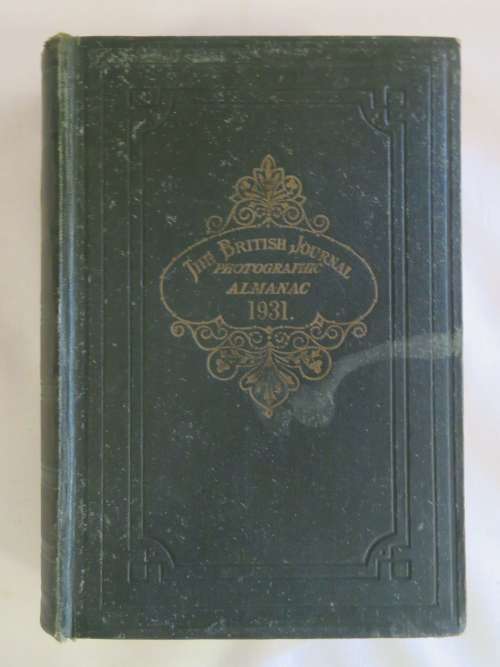 THE BRITISH JOURNAL
PHOTOGRAPHIC
ALMANAC
1931.